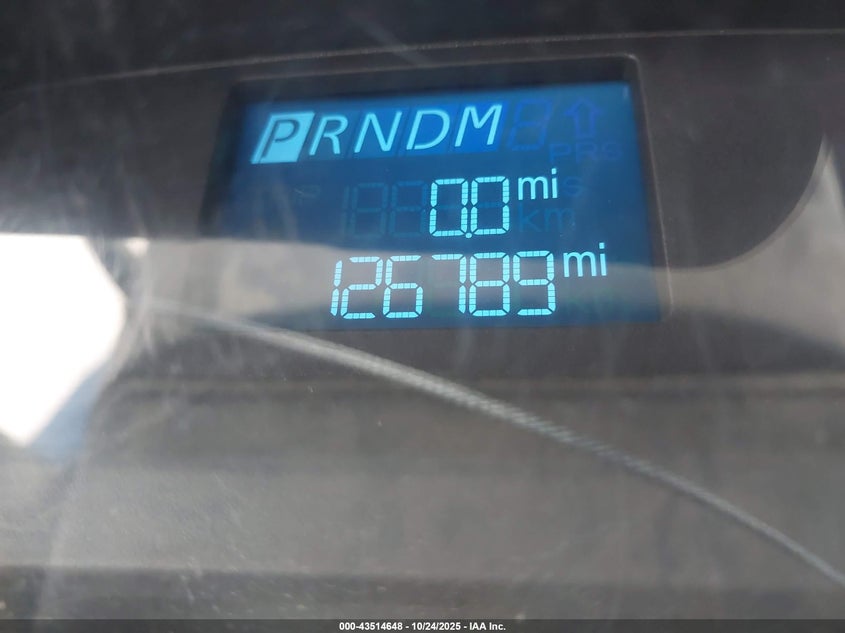 PRNDM
0.0 mi
126789 mi
000-43514648 - 10/24/2025 - IAA Inc.